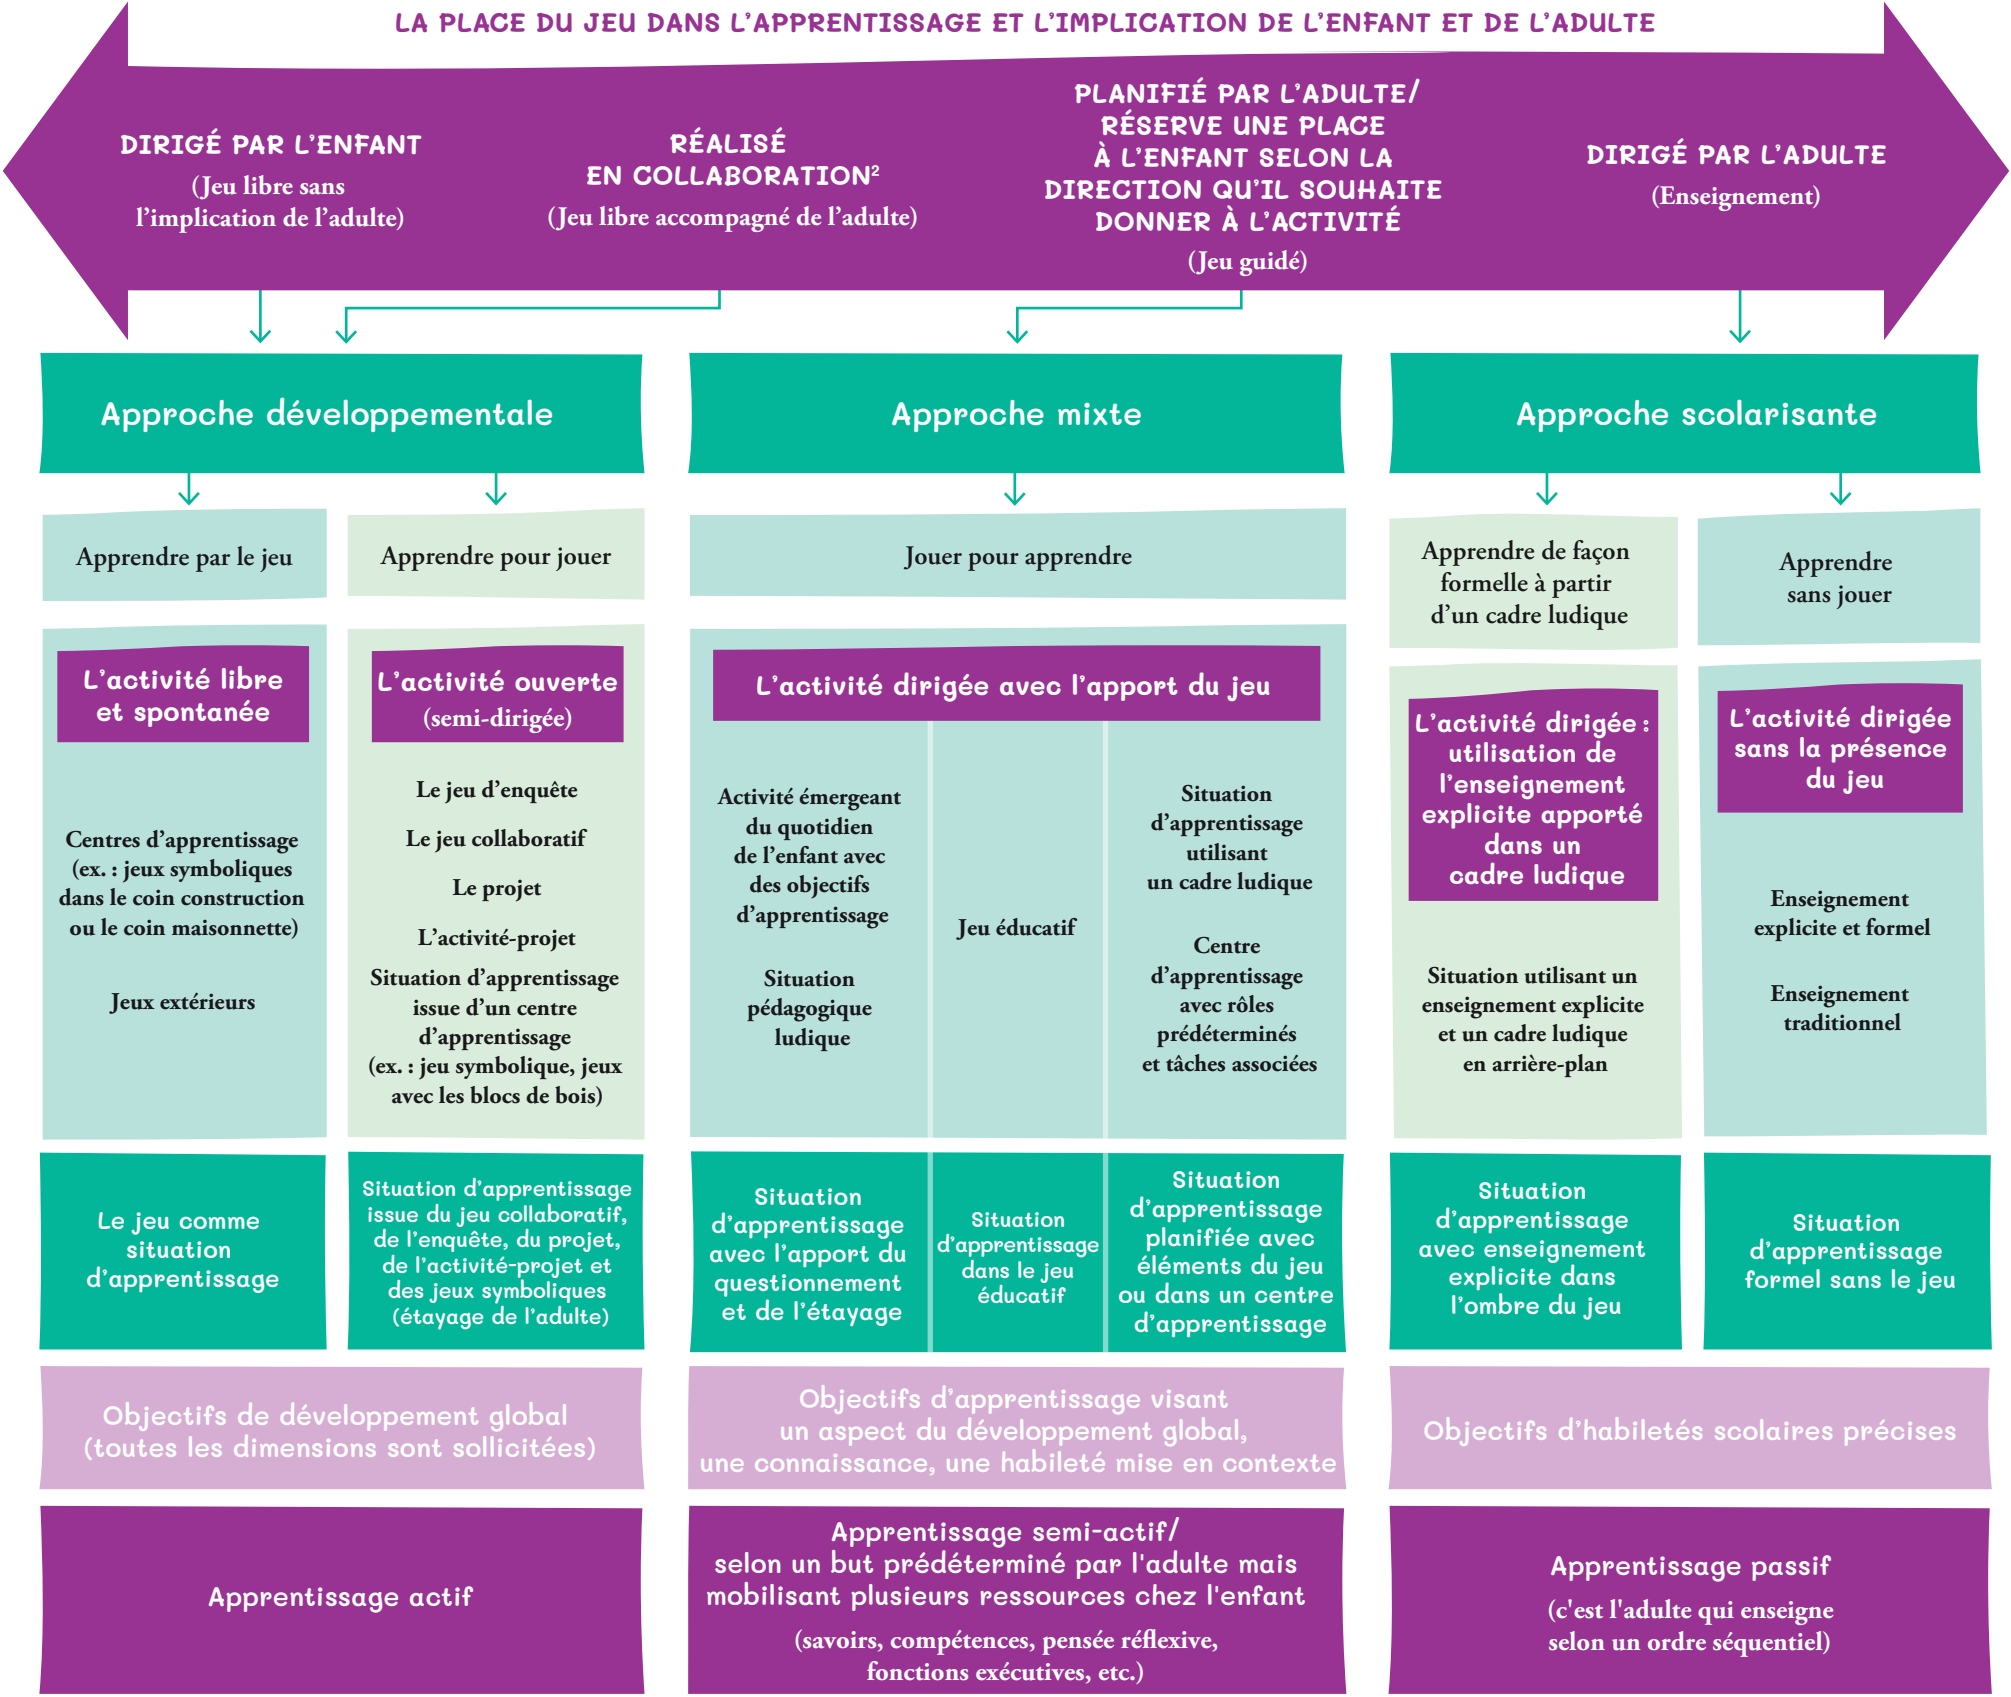 LA PLACE DU JEU DANS L'APPRENTISSAGE ET L'IMPLICATION DE L'ENFANT ET DE L'ADULTE
DIRIGÉ PAR L'ENFANT
(Jeu libre sans
l'implication de l'adulte)
RÉALISÉ
EN COLLABORATION²
(Jeu libre accompagné de l'adulte)
PLANIFIÉ PAR L'ADULTE/
RÉSERVE UNE PLACE
À L'ENFANT SELON LA
DIRECTION QU'IL SOUHAITE
DONNER À L'ACTIVITÉ
(Jeu guidé)
DIRIGÉ PAR L'ADULTE
(Enseignement)
Approche développementale
Approche mixte
Approche scolarisante
Apprendre par le jeu
Apprendre pour jouer
Jouer pour apprendre
Apprendre de façon
formelle à partir
d'un cadre ludique
Apprendre
sans jouer
L'activité libre
et spontanée
Centres d'apprentissage
(ex. : jeux symboliques
dans le coin construction
ou le coin maisonnette)
Jeux extérieurs
L'activité ouverte
(semi-dirigée)
Le jeu d'enquête
Le jeu collaboratif
Le projet
L'activité-projet
Situation d'apprentissage
issue d'un centre
d'apprentissage
(ex. : jeu symbolique, jeux
avec les blocs de bois)
L'activité dirigée avec l'apport du jeu
Activité émergeant
du quotidien
de l'enfant avec
des objectifs
d'apprentissage
Situation
pédagogique
ludique
Jeu éducatif
Situation
d'apprentissage
utilisant
un cadre ludique
Centre
d'apprentissage
avec rôles
prédéterminés
et tâches associées
L'activité dirigée :
utilisation de
l'enseignement
explicite apporté
dans un
cadre ludique
Situation utilisant un
enseignement explicite
et un cadre ludique
en arrière-plan
L'activité dirigée
sans la présence
du jeu
Enseignement
explicite et formel
Enseignement
traditionnel
Le jeu comme
situation
d'apprentissage
Situation d'apprentissage
issue du jeu collaboratif,
de l'enquête, du projet,
de l'activité-projet et
des jeux symboliques
(étayage de l'adulte)
Situation
d'apprentissage
avec l'apport du
questionnement
et de l'étayage
Situation
d'apprentissage
dans le jeu
éducatif
Situation
d'apprentissage
planifiée avec
éléments du jeu
ou dans un centre
d'apprentissage
Situation
d'apprentissage
avec enseignement
explicite dans
l'ombre du jeu
Situation
d'apprentissage
formel sans le jeu
Objectifs de développement global
(toutes les dimensions sont sollicitées)
Objectifs d'apprentissage visant
un aspect du développement global,
une connaissance, une habileté mise en contexte
Objectifs d'habiletés scolaires précises
Apprentissage actif
Apprentissage semi-actif/
selon un but prédéterminé par l'adulte mais
mobilisant plusieurs ressources chez l'enfant
(savoirs, compétences, pensée réflexive,
fonctions exécutives, etc.)
Apprentissage passif
(c'est l'adulte qui enseigne
selon un ordre séquentiel)